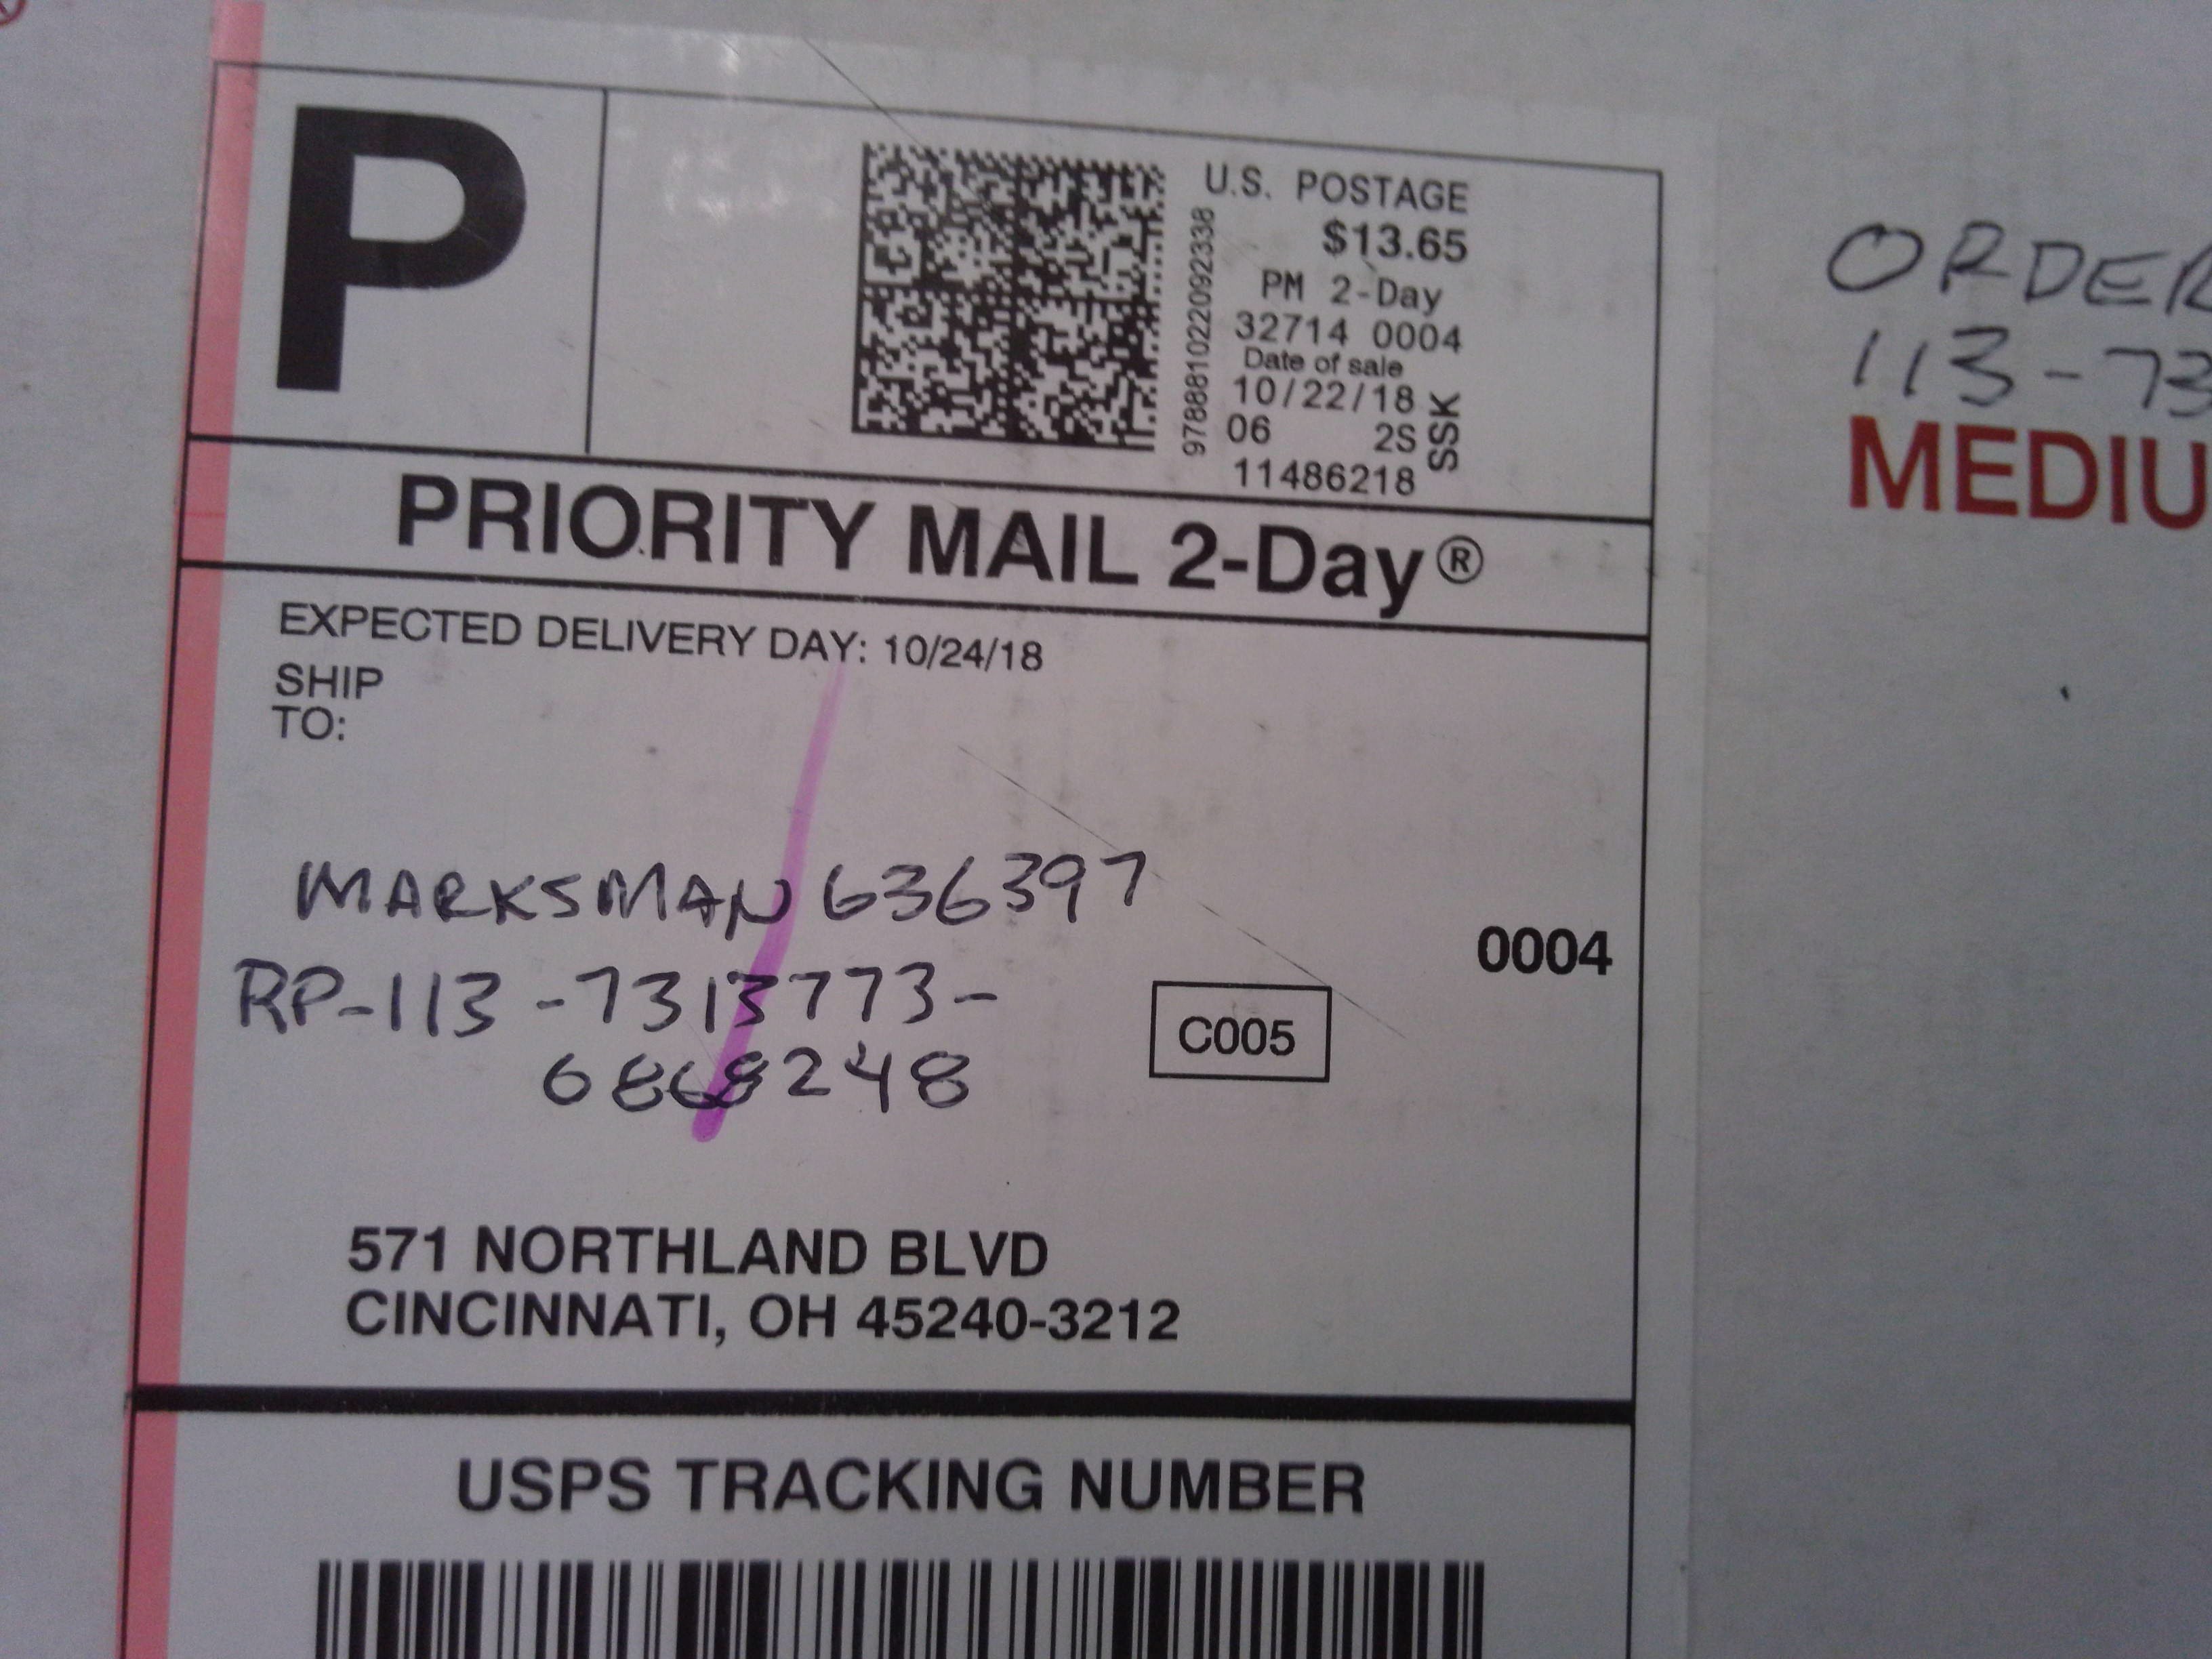 P
U.S. POSTAGE
$13.65
PM 2-Day
32714 0004
Date of sale
10/22/18
06 2S
11486218
SSK
9788810220923​38
PRIORITY MAIL 2-Day®
EXPECTED DELIVERY DAY: 10/24/18
SHIP
TO:
MARKSMAN 636397
RP-113-7313773-
6868248
0004
C005
571 NORTHLAND BLVD
CINCINNATI, OH 45240-3212
USPS TRACKING NUMBER
ORDER
113-73
MEDIU